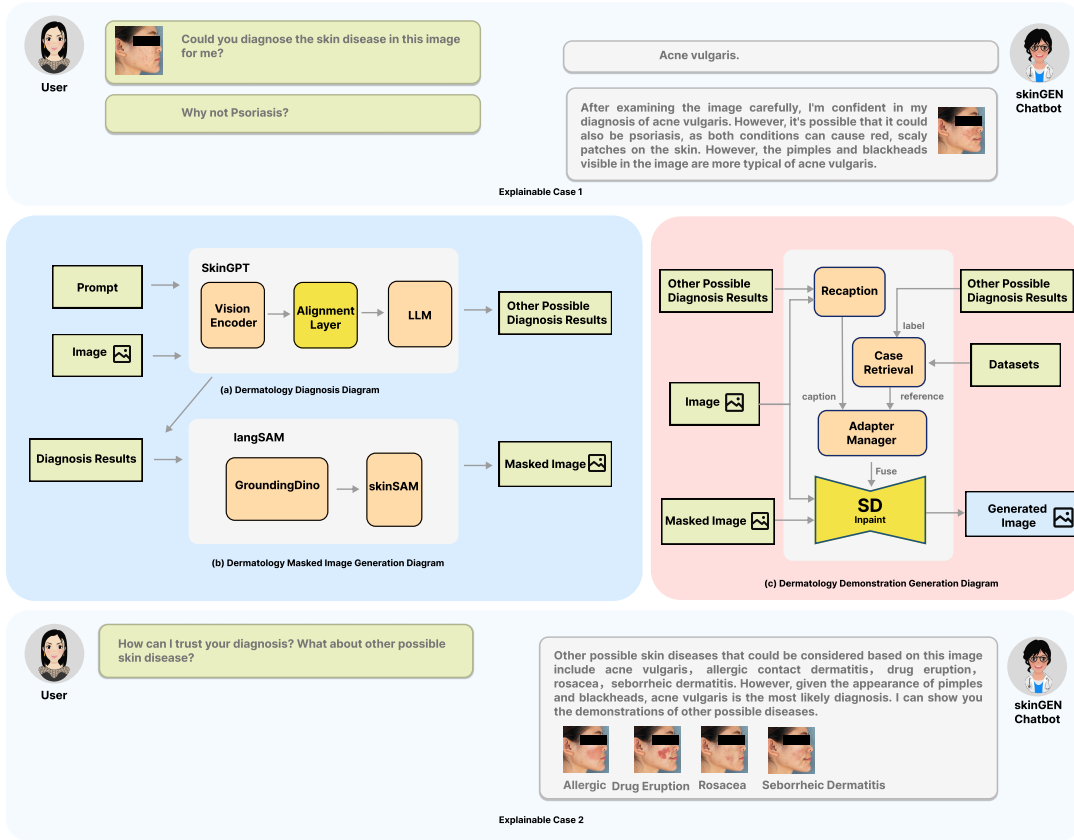 Could you diagnose the skin disease in this image
for me?
User
Acne vulgaris.
skinGEN
Chatbot
Why not Psoriasis?
After examining the image carefully, I'm confident in my
diagnosis of acne vulgaris. However, it's possible that it could
also be psoriasis, as both conditions can cause red, scaly
patches on the skin. However, the pimples and blackheads
visible in the image are more typical of acne vulgaris.
Explainable Case 1
Prompt
Image
SkinGPT
Vision
Encoder
Alignment
Layer
LLM
Other Possible
Diagnosis Results
(a) Dermatology Diagnosis Diagram
Diagnosis Results
langSAM
GroundingDino
skinSAM
Masked Image
(b) Dermatology Masked Image Generation Diagram
Other Possible
Diagnosis Results
Recaption
Other Possible
Diagnosis Results
label
Case
Retrieval
Datasets
Image
caption
reference
Adapter
Manager
Fuse
Masked Image
SD
Inpaint
Generated
Image
(c) Dermatology Demonstration Generation Diagram
How can I trust your diagnosis? What about other possible
skin disease?
User
Other possible skin diseases that could be considered based on this image
include acne vulgaris, allergic contact dermatitis, drug eruption,
rosacea, seborrheic dermatitis. However, given the appearance of pimples
and blackheads, acne vulgaris is the most likely diagnosis. I can show you
the demonstrations of other possible diseases.
skinGEN
Chatbot
Allergic
Drug Eruption
Rosacea
Seborrheic Dermatitis
Explainable Case 2